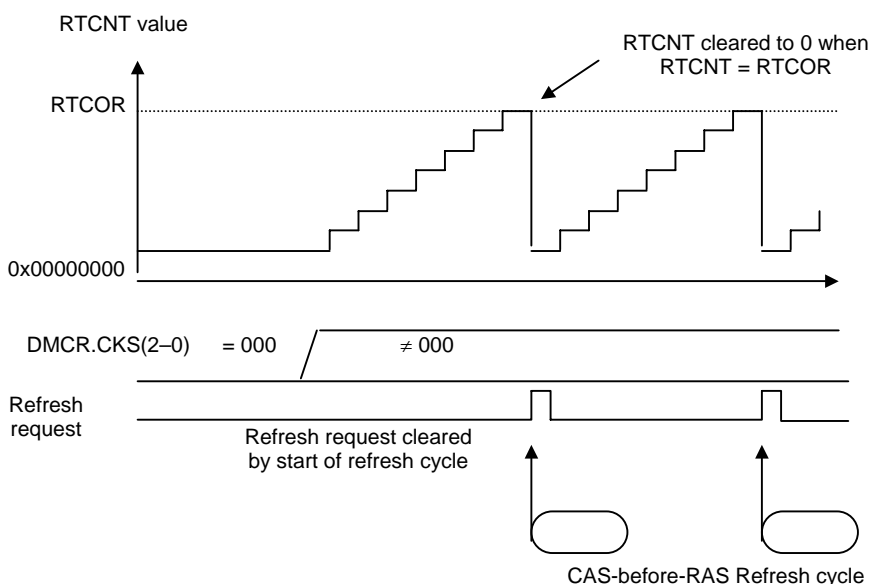 RTCNT value
RTCNT cleared to 0 when
RTCNT = RTCOR
RTCOR
0x00000000
DMCR.CKS(2–0) = 000 ≠ 000
Refresh
request
Refresh request cleared
by start of refresh cycle
CAS-before-RAS Refresh cycle